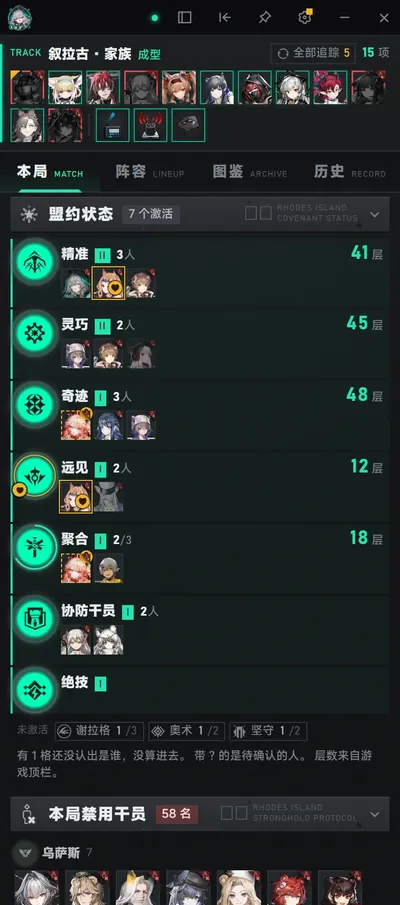 TRACK 叙拉古·家族 成型 全部追踪 5 15 项
本局 MATCH 阵容 LINEUP 图鉴 ARCHIVE 历史 RECORD
盟约状态 7 个激活 RHODES ISLAND
COVENANT STATUS
精准 II 3人 41 层
灵巧 II 2人 45 层
奇迹 I 3人 48 层
远见 I 2人 12 层
聚合 I 2/3 18 层
协防干员 I 2人
绝技 I
未激活 谢拉格 1/3 奥术 1/2 坚守 1/2
有 1 格还没认出是谁，没算进去。 带 ? 的是待确认的人。 层数来自游
戏顶栏。
本局禁用干员 58 名 RHODES ISLAND
STRONGHOLD PROTOCOL
乌萨斯 7